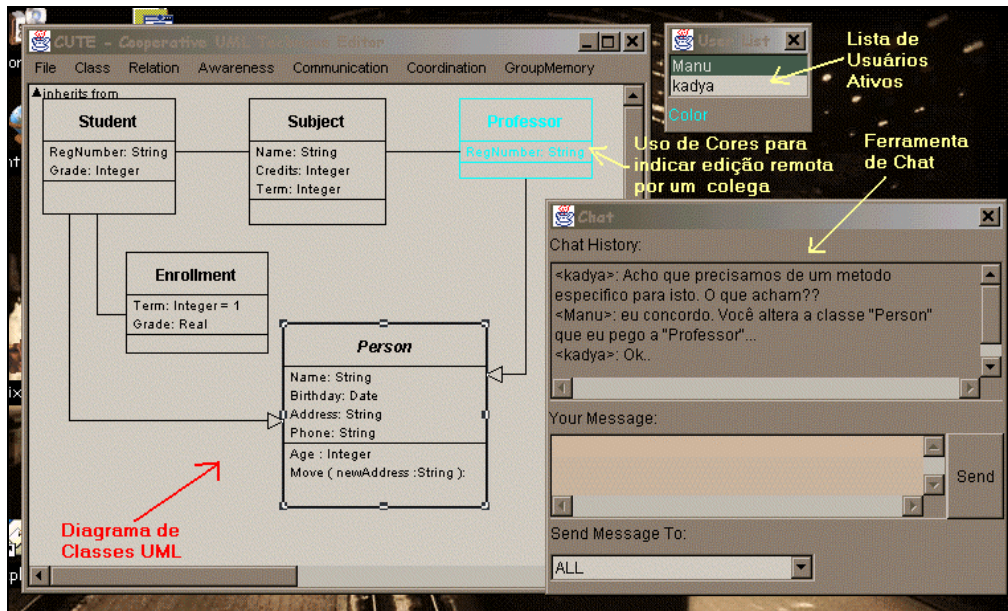 CUTE - Cooperative UML Technique Editor
File Class Relation Awareness Communication Coordination GroupMemory
inherits from
Student
RegNumber: String
Grade: Integer
Subject
Name: String
Credits: Integer
Term: Integer
Professor
RegNumber: String
Enrollment
Term: Integer = 1
Grade: Real
Person
Name: String
Birthday: Date
Address: String
Phone: String
Age : Integer
Move ( newAddress :String ):
Diagrama de
Classes UML
User List
Manu
kadya
Color
Lista de
Usuários
Ativos
Uso de Cores para
indicar edição remota
por um colega
Ferramenta
de Chat
Chat
Chat History:
<kadya>: Acho que precisamos de um metodo
especifico para isto. O que acham??
<Manu>: eu concordo. Você altera a classe "Person"
que eu pego a "Professor"...
<kadya>: Ok..
Your Message:
Send
Send Message To:
ALL